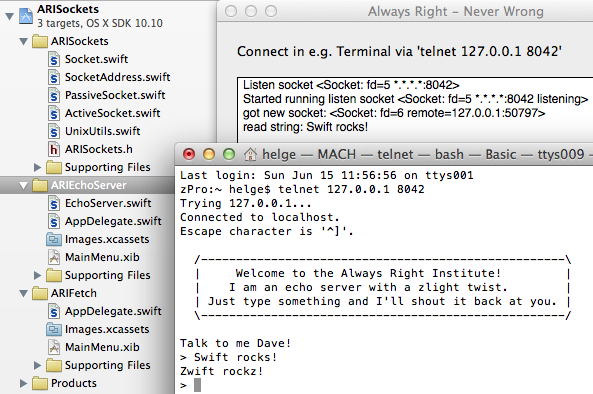 ARISockets
3 targets, OS X SDK 10.10
ARISockets
Socket.swift
SocketAddress.swift
PassiveSocket.swift
ActiveSocket.swift
UnixUtils.swift
ARISockets.h
Supporting Files
ARIEchoServer
EchoServer.swift
AppDelegate.swift
Images.xcassets
MainMenu.xib
Supporting Files
ARIFetch
AppDelegate.swift
Images.xcassets
MainMenu.xib
Supporting Files
Products
Always Right – Never Wrong
Connect in e.g. Terminal via 'telnet 127.0.0.1 8042'
Listen socket <Socket: fd=5 *.*.*.*:8042>
Started running listen socket <Socket: fd=5 *.*.*.*:8042 listening>
got new socket: <Socket: fd=6 remote=127.0.0.1:50797>
read string: Swift rocks!
helge — MACH — telnet — bash — Basic — ttys009 —
Last login: Sun Jun 15 11:56:56 on ttys001
zPro:~ helge$ telnet 127.0.0.1 8042
Trying 127.0.0.1...
Connected to localhost.
Escape character is '^]'.
/----------------------------------------------------\
|     Welcome to the Always Right Institute!         |
|    I am an echo server with a zlight twist.        |
| Just type something and I'll shout it back at you. |
\----------------------------------------------------/
Talk to me Dave!
> Swift rocks!
Zwift rockz!
>